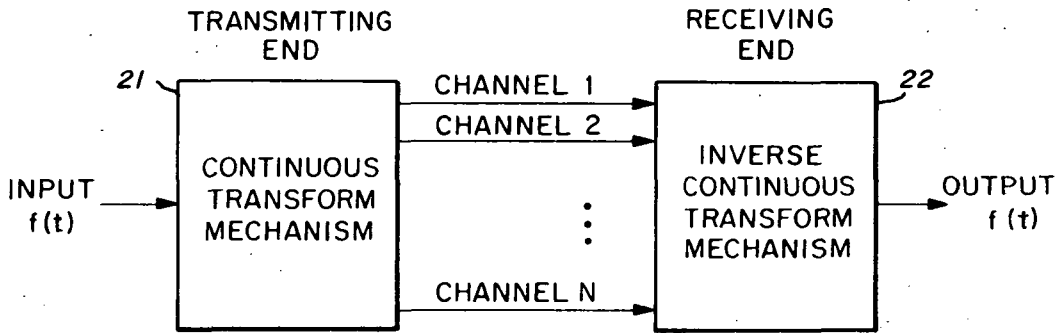 TRANSMITTING
END
RECEIVING
END
21
22
CHANNEL 1
CHANNEL 2
CHANNEL N
INPUT
f(t)
CONTINUOUS
TRANSFORM
MECHANISM
INVERSE
CONTINUOUS
TRANSFORM
MECHANISM
OUTPUT
f(t)